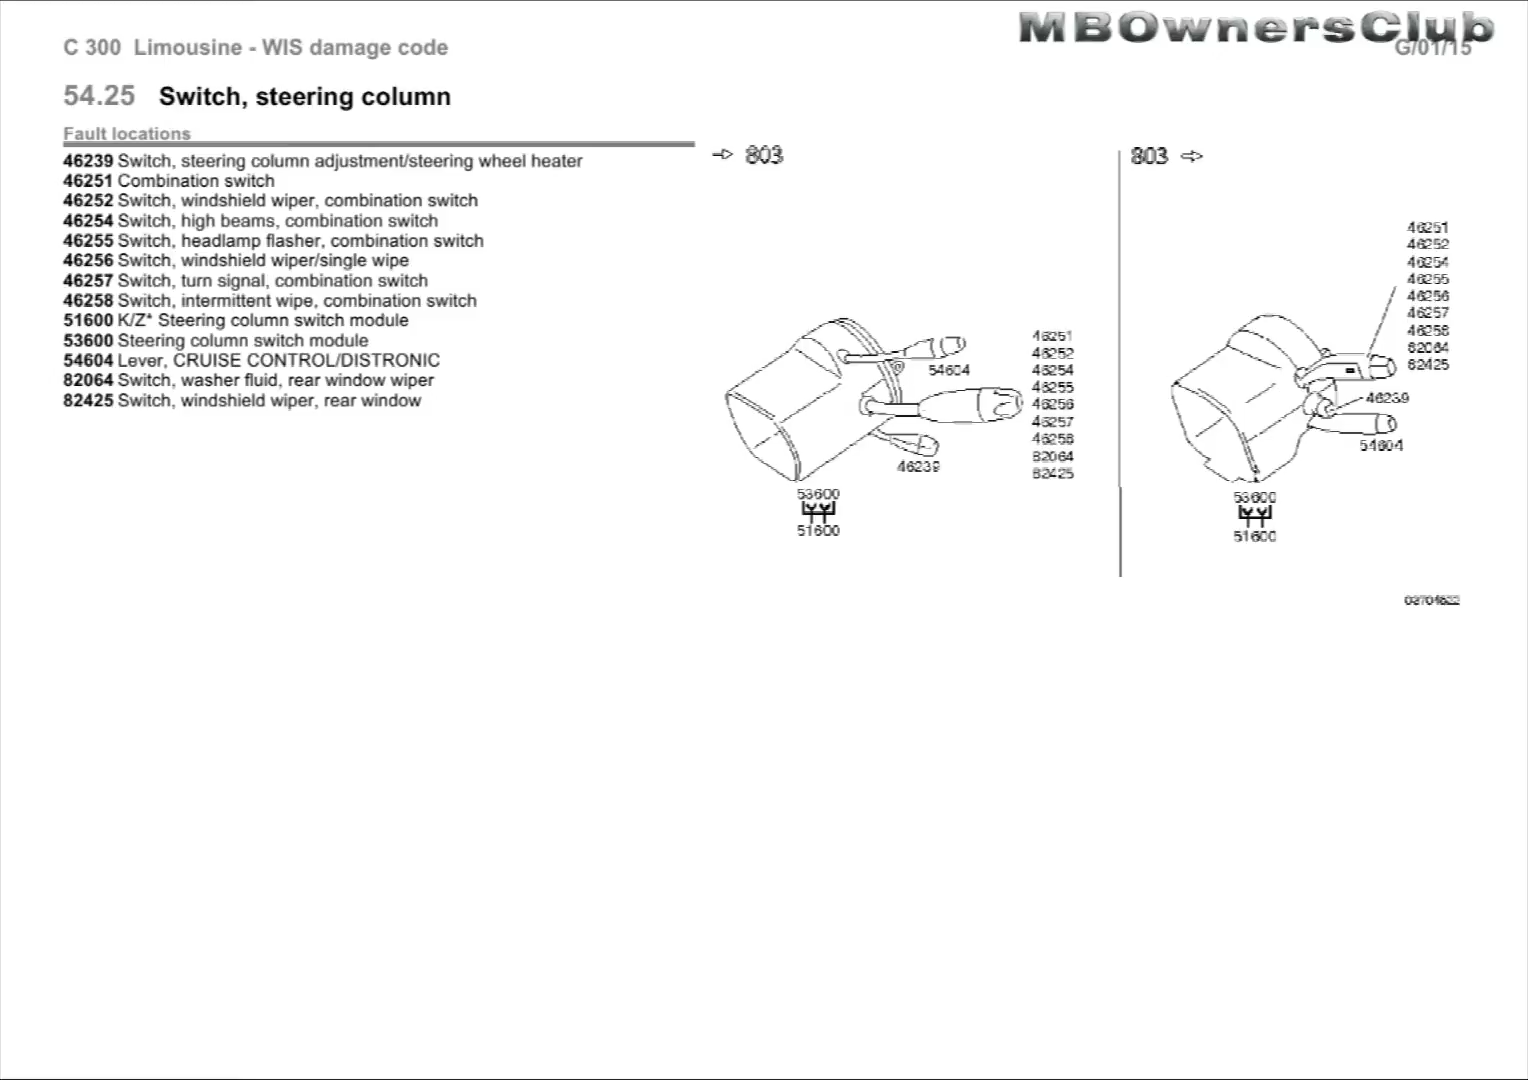 MBOwnersClub
C 300 Limousine - WIS damage code
G/01/15
54.25 Switch, steering column
Fault locations
46239 Switch, steering column adjustment/steering wheel heater
46251 Combination switch
46252 Switch, windshield wiper, combination switch
46254 Switch, high beams, combination switch
46255 Switch, headlamp flasher, combination switch
46256 Switch, windshield wiper/single wipe
46257 Switch, turn signal, combination switch
46258 Switch, intermittent wipe, combination switch
51600 K/Z* Steering column switch module
53600 Steering column switch module
54604 Lever, CRUISE CONTROL/DISTRONIC
82064 Switch, washer fluid, rear window wiper
82425 Switch, windshield wiper, rear window
➩ 803
54604
46251
46252
46254
46255
46256
46257
46258
82064
82425
46239
53600
51600
803 ➩
46251
46252
46254
46255
46256
46257
46258
82064
82425
46239
54604
53600
51600